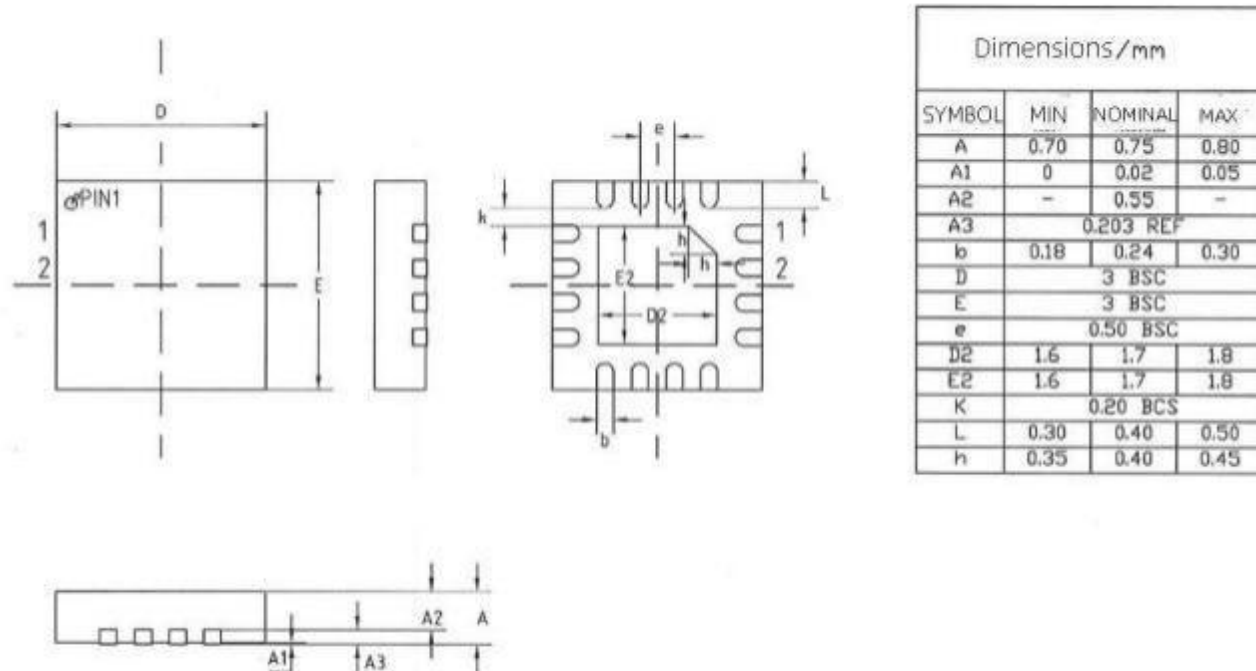 D
PIN1
1
2
E
e
k
L
h
h
E2
D2
1
2
b
A2
A
A1
A3
Dimensions/mm
SYMBOL MIN NOMINAL MAX
A 0.70 0.75 0.80
A1 0 0.02 0.05
A2 - 0.55 -
A3 0.203 REF
b 0.18 0.24 0.30
D 3 BSC
E 3 BSC
e 0.50 BSC
D2 1.6 1.7 1.8
E2 1.6 1.7 1.8
K 0.20 BCS
L 0.30 0.40 0.50
h 0.35 0.40 0.45